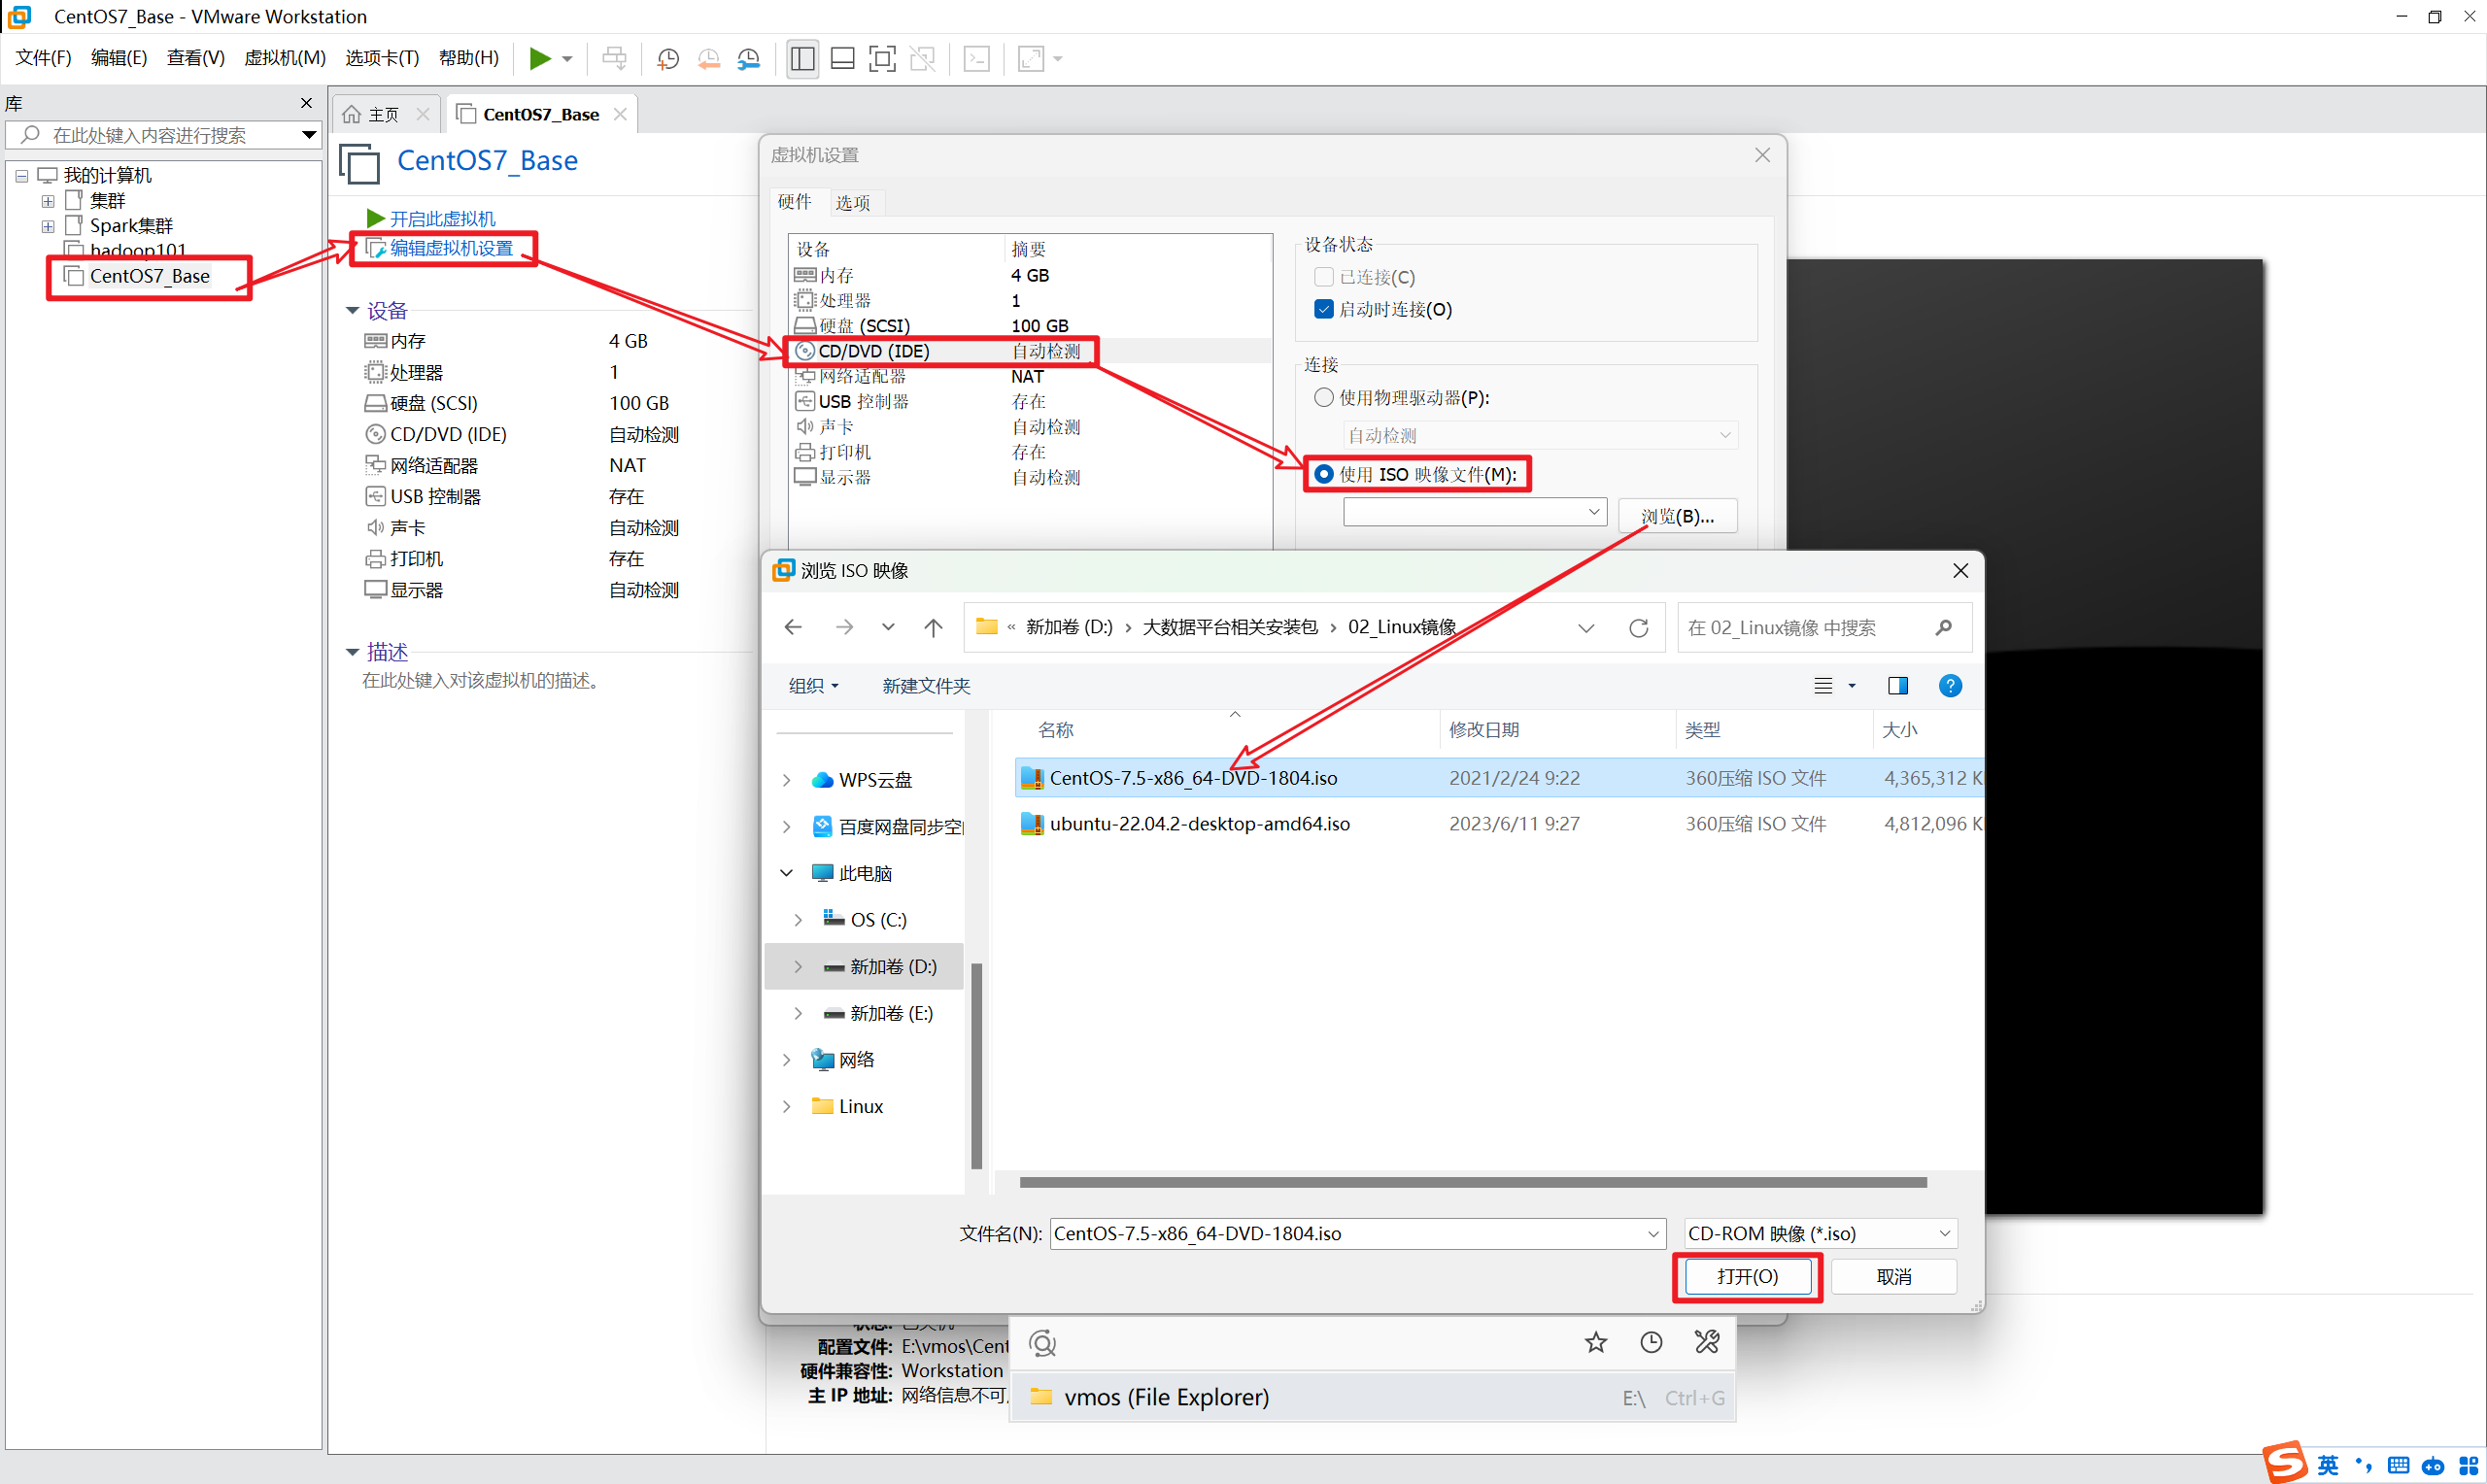 CentOS7_Base - VMware Workstation
文件(F) 编辑(E) 查看(V) 虚拟机(M) 选项卡(T) 帮助(H)
库
在此处键入内容进行搜索
我的计算机
集群
Spark集群
hadoop101
CentOS7_Base
主页
CentOS7_Base
CentOS7_Base
开启此虚拟机
编辑虚拟机设置
设备
内存 4 GB
处理器 1
硬盘 (SCSI) 100 GB
CD/DVD (IDE) 自动检测
网络适配器 NAT
USB 控制器 存在
声卡 自动检测
打印机 存在
显示器 自动检测
描述
在此处键入对该虚拟机的描述。
虚拟机设置
硬件 选项
设备 摘要
内存 4 GB
处理器 1
硬盘 (SCSI) 100 GB
CD/DVD (IDE) 自动检测
网络适配器 NAT
USB 控制器 存在
声卡 自动检测
打印机 存在
显示器 自动检测
设备状态
已连接(C)
启动时连接(O)
连接
使用物理驱动器(P):
自动检测
使用 ISO 映像文件(M):
浏览(B)...
浏览 ISO 映像
« 新加卷 (D:) › 大数据平台相关安装包 › 02_Linux镜像
在 02_Linux镜像 中搜索
组织 新建文件夹
名称 修改日期 类型 大小
CentOS-7.5-x86_64-DVD-1804.iso 2021/2/24 9:22 360压缩 ISO 文件 4,365,312 K
ubuntu-22.04.2-desktop-amd64.iso 2023/6/11 9:27 360压缩 ISO 文件 4,812,096 K
WPS云盘
百度网盘同步空
此电脑
OS (C:)
新加卷 (D:)
新加卷 (E:)
网络
Linux
文件名(N): CentOS-7.5-x86_64-DVD-1804.iso CD-ROM 映像 (*.iso)
打开(O) 取消
配置文件: E:\vmos\Cent
硬件兼容性: Workstation
主 IP 地址: 网络信息不可
vmos (File Explorer) E:\ Ctrl+G
英